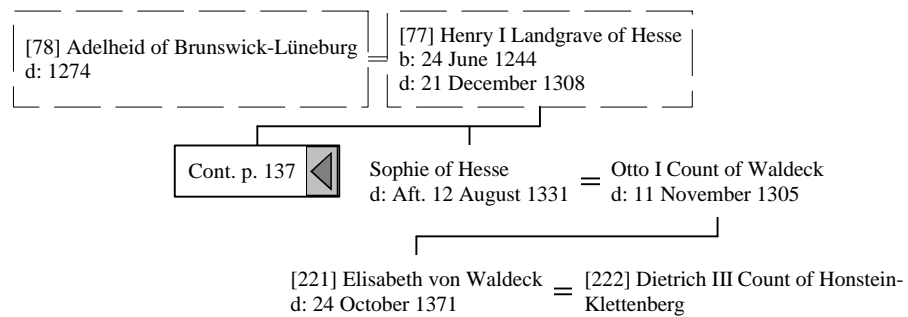 [78] Adelheid of Brunswick-Lüneburg
d: 1274
[77] Henry I Landgrave of Hesse
b: 24 June 1244
d: 21 December 1308
Cont. p. 137
Sophie of Hesse
d: Aft. 12 August 1331
=
Otto I Count of Waldeck
d: 11 November 1305
[221] Elisabeth von Waldeck
d: 24 October 1371
=
[222] Dietrich III Count of Honstein-
Klettenberg